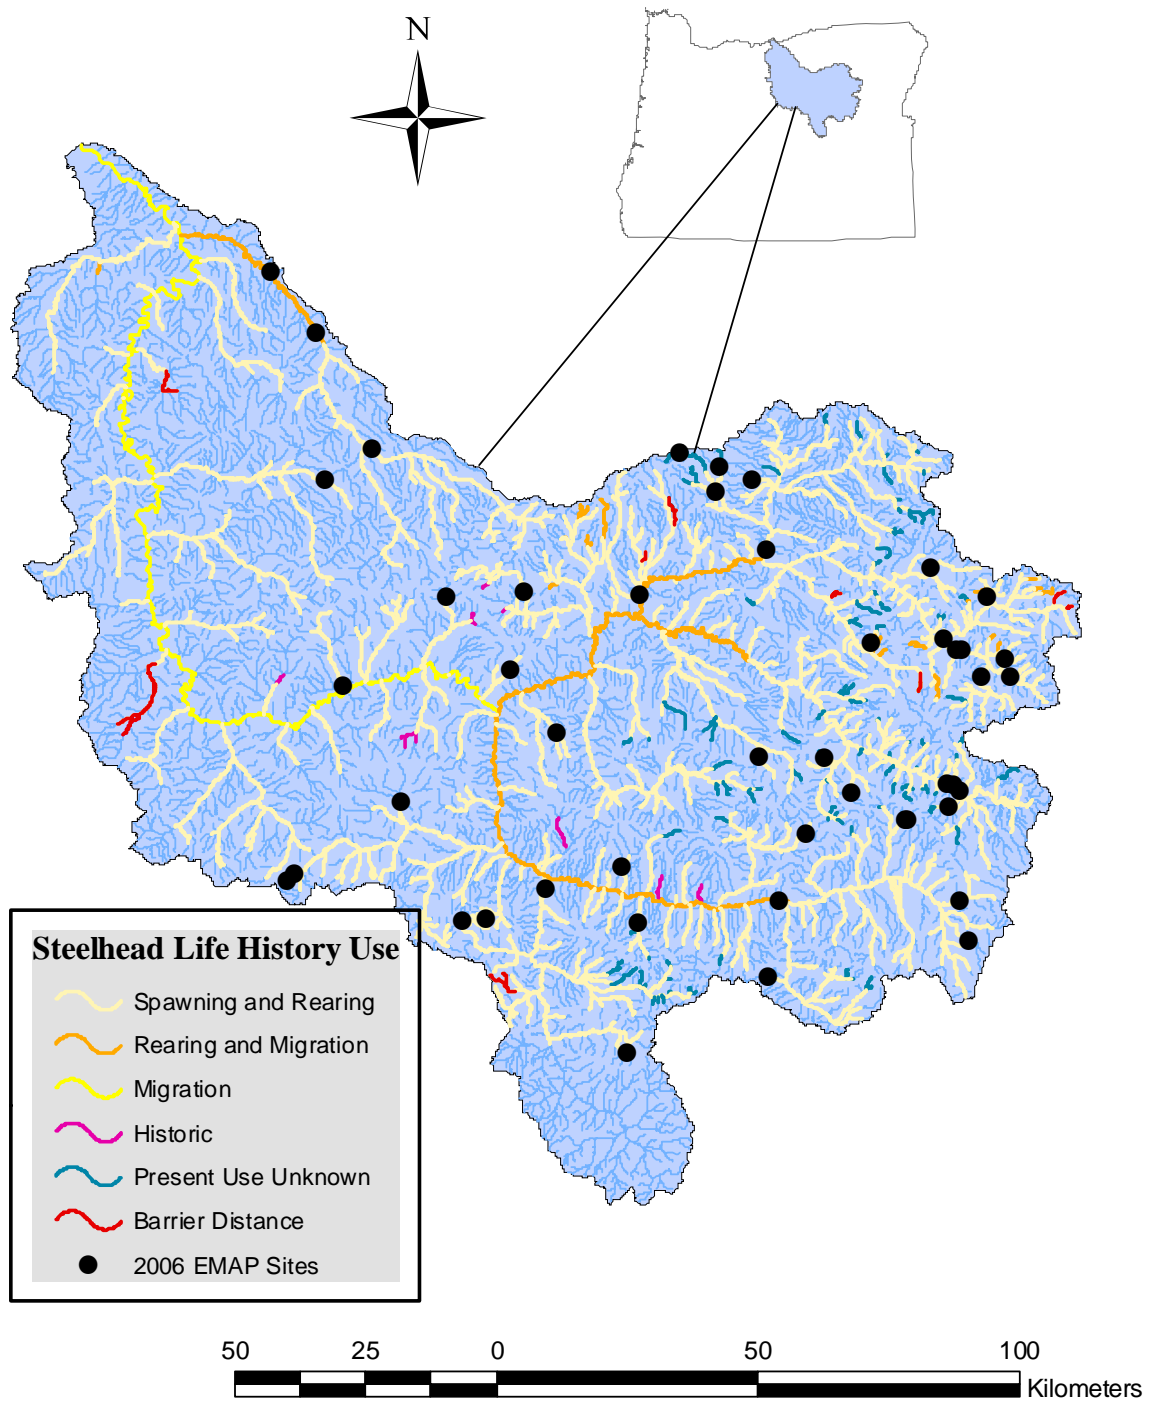 N
Steelhead Life History Use
Spawning and Rearing
Rearing and Migration
Migration
Historic
Present Use Unknown
Barrier Distance
2006 EMAP Sites
50 25 0 50 100
Kilometers